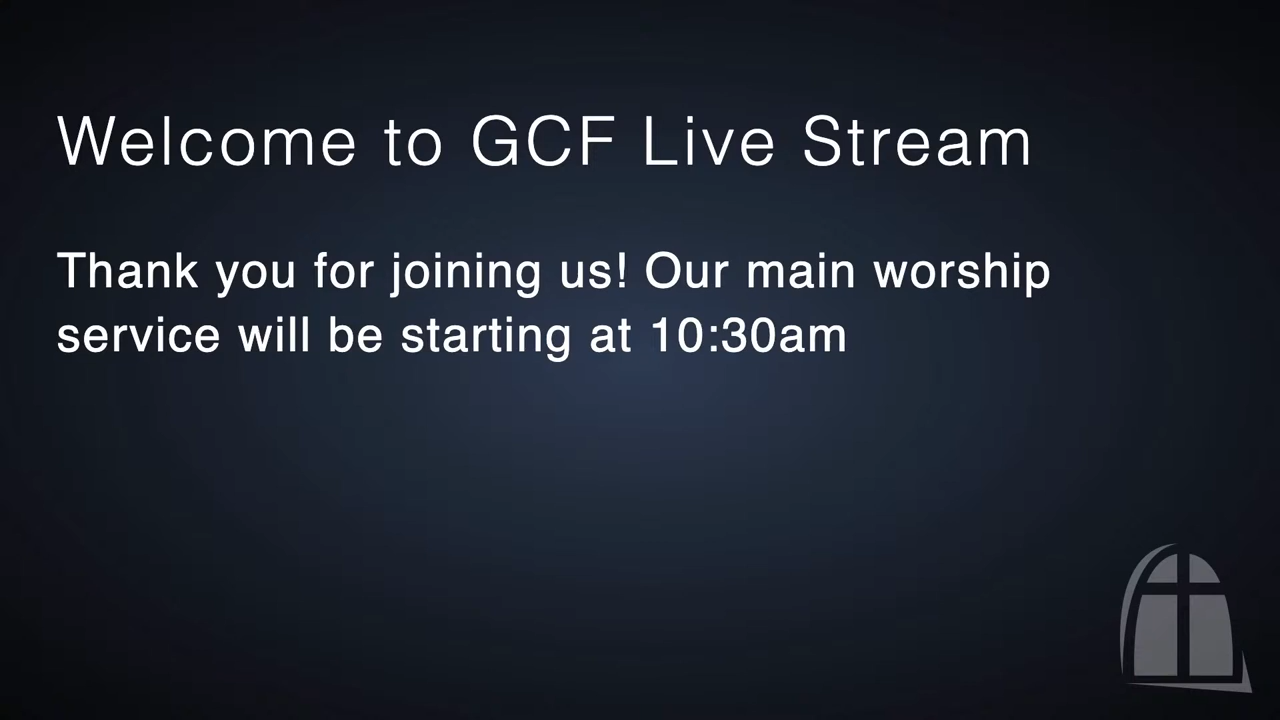 Welcome to GCF Live Stream
Thank you for joining us! Our main worship
service will be starting at 10:30am